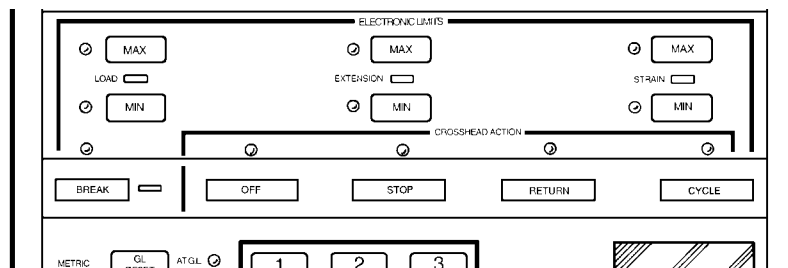 ELECTRONIC LIMITS
MAX MAX MAX
LOAD EXTENSION STRAIN
MIN MIN MIN
CROSSHEAD ACTION
BREAK OFF STOP RETURN CYCLE
METRIC GL AT G.L. 1 2 3
RESET